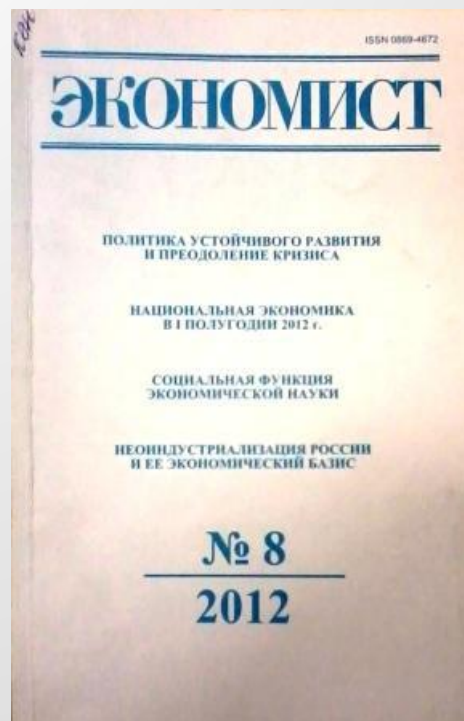 ISSN 0869-4672
ЭКОНОМИСТ
ПОЛИТИКА УСТОЙЧИВОГО РАЗВИТИЯ
И ПРЕОДОЛЕНИЕ КРИЗИСА
НАЦИОНАЛЬНАЯ ЭКОНОМИКА
В I ПОЛУГОДИИ 2012 г.
СОЦИАЛЬНАЯ ФУНКЦИЯ
ЭКОНОМИЧЕСКОЙ НАУКИ
НЕОИНДУСТРИАЛИЗАЦИЯ РОССИИ
И ЕЕ ЭКОНОМИЧЕСКИЙ БАЗИС
№ 8
2012